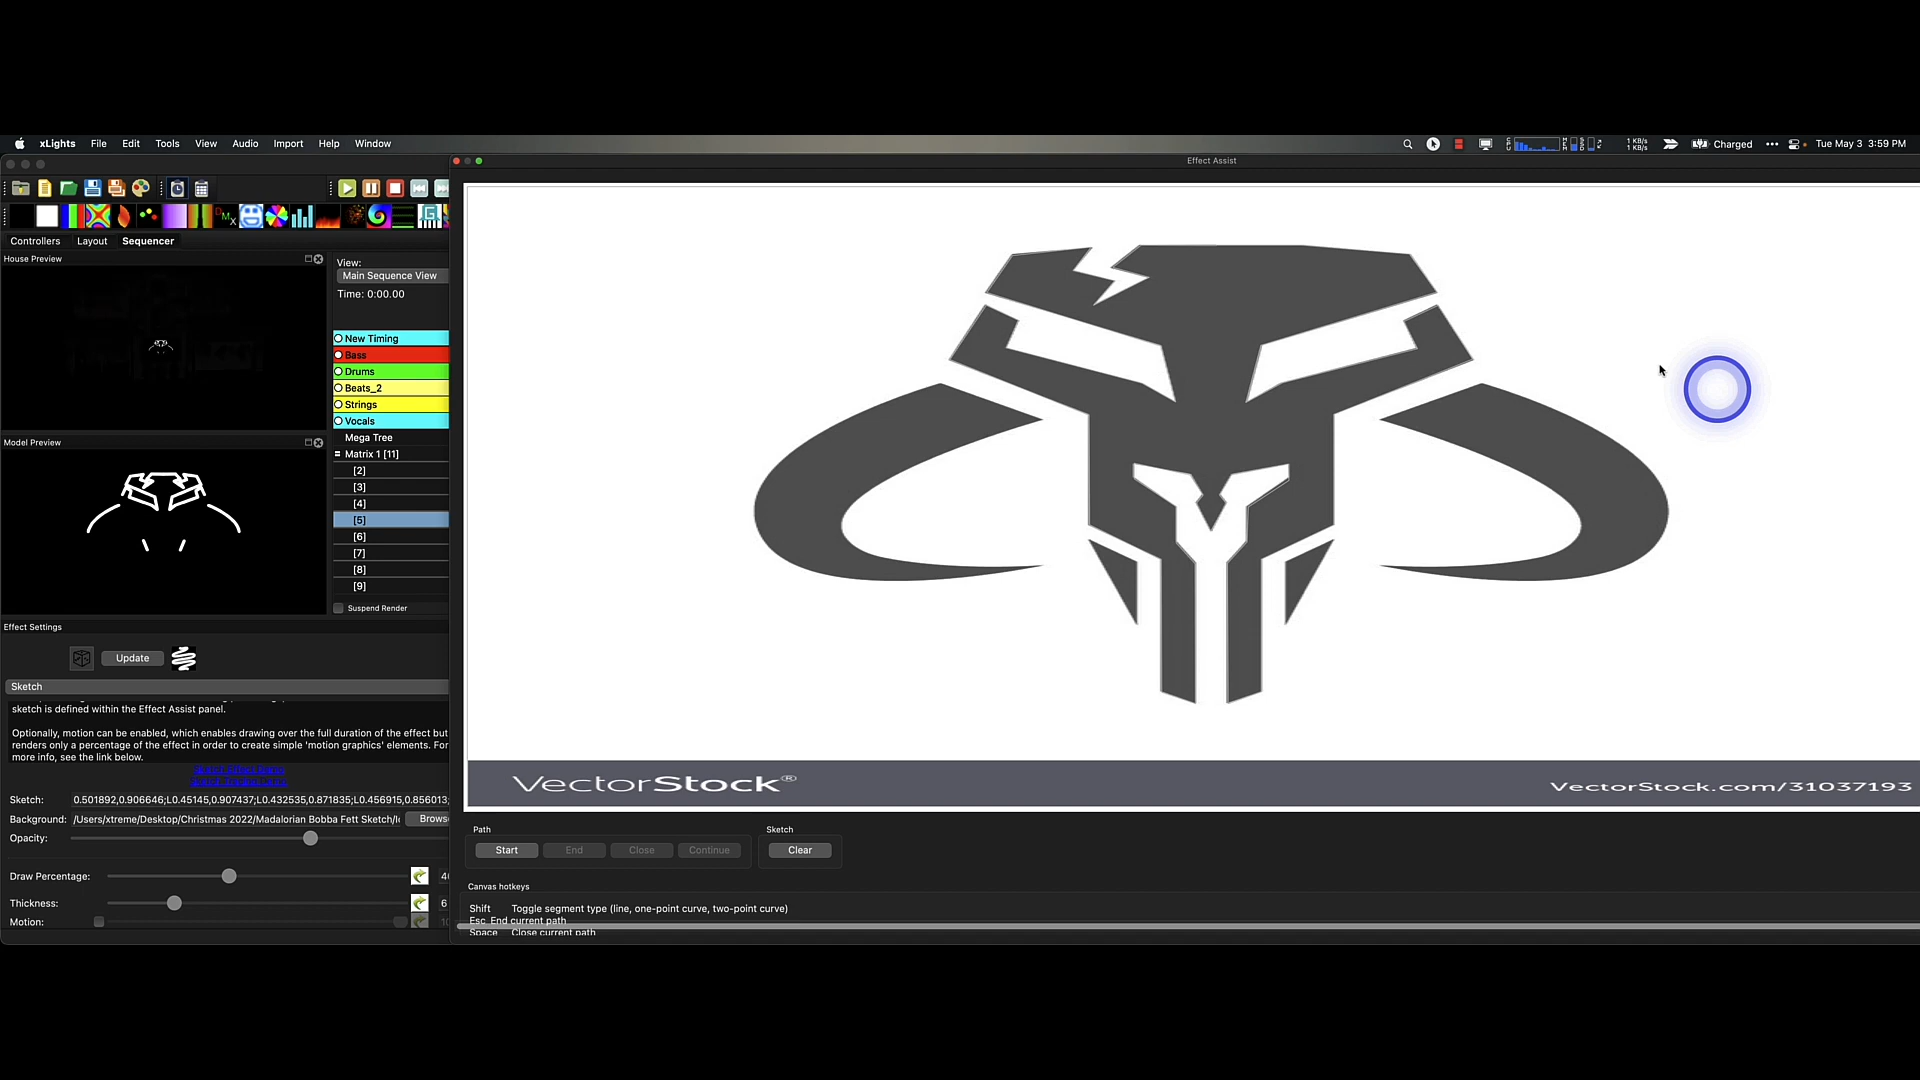 xLights File Edit Tools View Audio Import Help Window
1 KB/s
1 KB/s
Charged
Tue May 3 3:59 PM
Effect Assist
Controllers Layout Sequencer
House Preview
View:
Main Sequence View
Time: 0:00.00
New Timing
Bass
Drums
Beats_2
Strings
Vocals
Mega Tree
Matrix 1 [11]
[2]
[3]
[4]
[5]
[6]
[7]
[8]
[9]
Suspend Render
Model Preview
Effect Settings
Update
Sketch
sketch is defined within the Effect Assist panel.
Optionally, motion can be enabled, which enables drawing over the full duration of the effect but
renders only a percentage of the effect in order to create simple 'motion graphics' elements. For
more info, see the link below.
Sketch: 0.501892,0.906646;L0.45145,0.907437;L0.432535,0.871835;L0.456915,0.856013;
Background: /Users/xtreme/Desktop/Christmas 2022/Madalorian Bobba Fett Sketch/
Opacity:
Draw Percentage:
Thickness: 6
Motion:
VectorStock®
VectorStock.com/31037193
Path
Start End Close Continue
Sketch
Clear
Canvas hotkeys
Shift Toggle segment type (line, one-point curve, two-point curve)
Esc End current path
Space Close current path